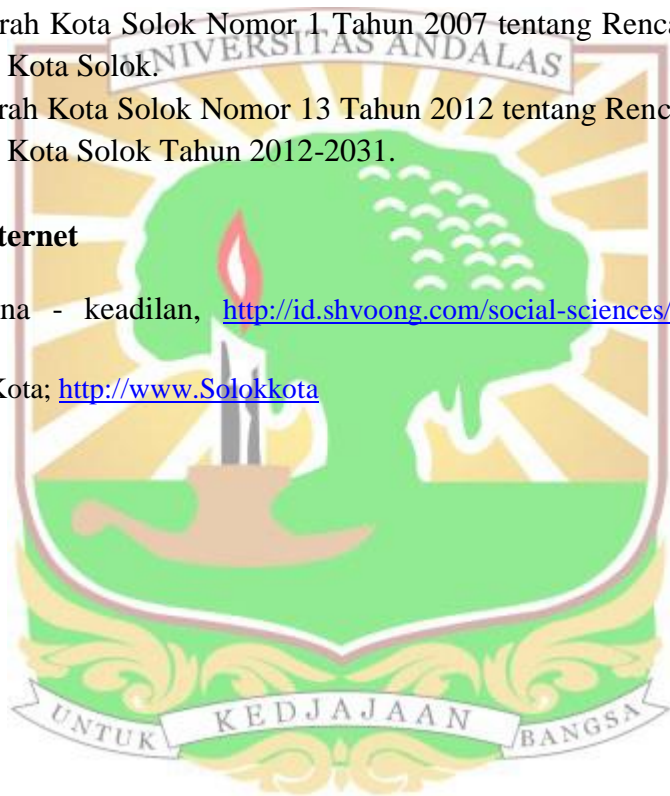 rah Kota Solok Nomor 1 Tahun 2007 tentang Renca
Kota Solok.
UNIVERSITAS ANDALAS
rah Kota Solok Nomor 13 Tahun 2012 tentang Renc
Kota Solok Tahun 2012-2031.
ternet
na - keadilan, http://id.shvoong.com/social-sciences/
Kota; http://www.Solokkota
UNTUK KEDJAJAAN BANGSA